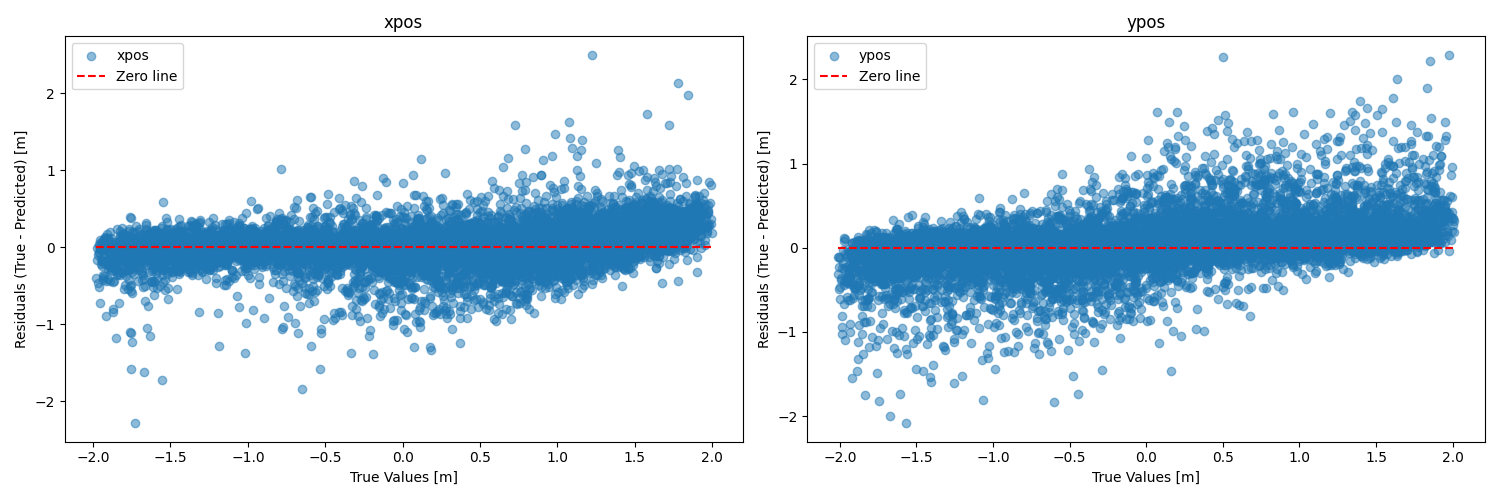 xpos
xpos
Zero line
Residuals (True - Predicted) [m]
2
1
0
−1
−2
−2.0 −1.5 −1.0 −0.5 0.0 0.5 1.0 1.5 2.0
True Values [m]
ypos
ypos
Zero line
Residuals (True - Predicted) [m]
2
1
0
−1
−2
−2.0 −1.5 −1.0 −0.5 0.0 0.5 1.0 1.5 2.0
True Values [m]